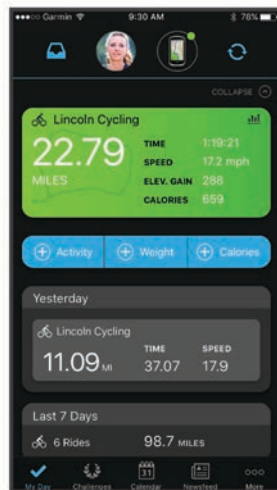 ●●●○○ Garmin 9:30 AM 78%
COLLAPSE
Lincoln Cycling
22.79
MILES
TIME 1:19:21
SPEED 17.2 mph
ELEV. GAIN 288
CALORIES 659
Activity Weight Calories
Yesterday
Lincoln Cycling
11.09 MI
TIME SPEED
37.07 17.9
Last 7 Days
6 Rides 98.7 MILES
31
My Day Challenges Calendar Newsfeed More